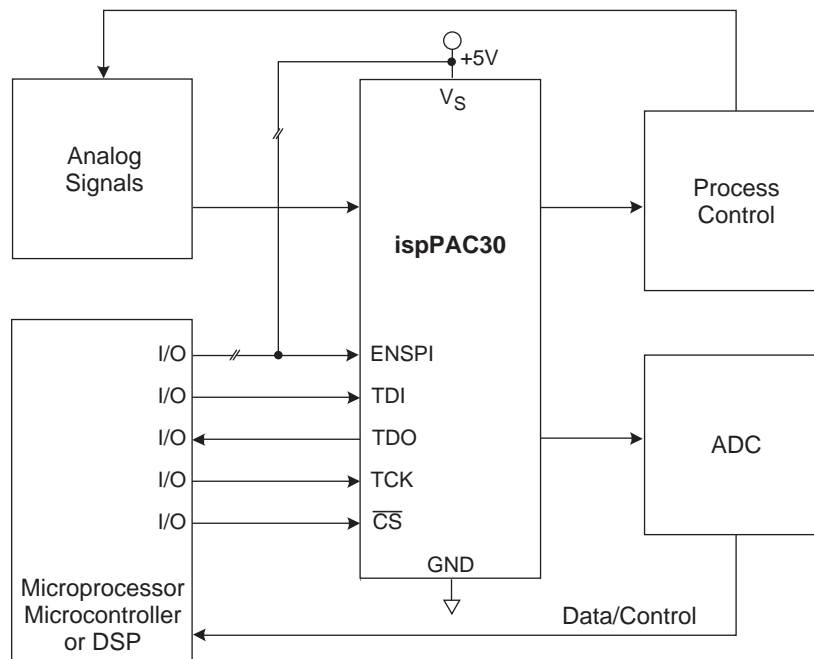 +5V
VS
Analog
Signals
Process
Control
ispPAC30
I/O
ENSPI
I/O
TDI
I/O
TDO
I/O
TCK
I/O
CS
ADC
GND
Microprocessor
Microcontroller
or DSP
Data/Control